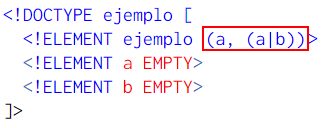 <!DOCTYPE ejemplo [
<!ELEMENT ejemplo (a, (a|b))>
<!ELEMENT a EMPTY>
<!ELEMENT b EMPTY>
]>